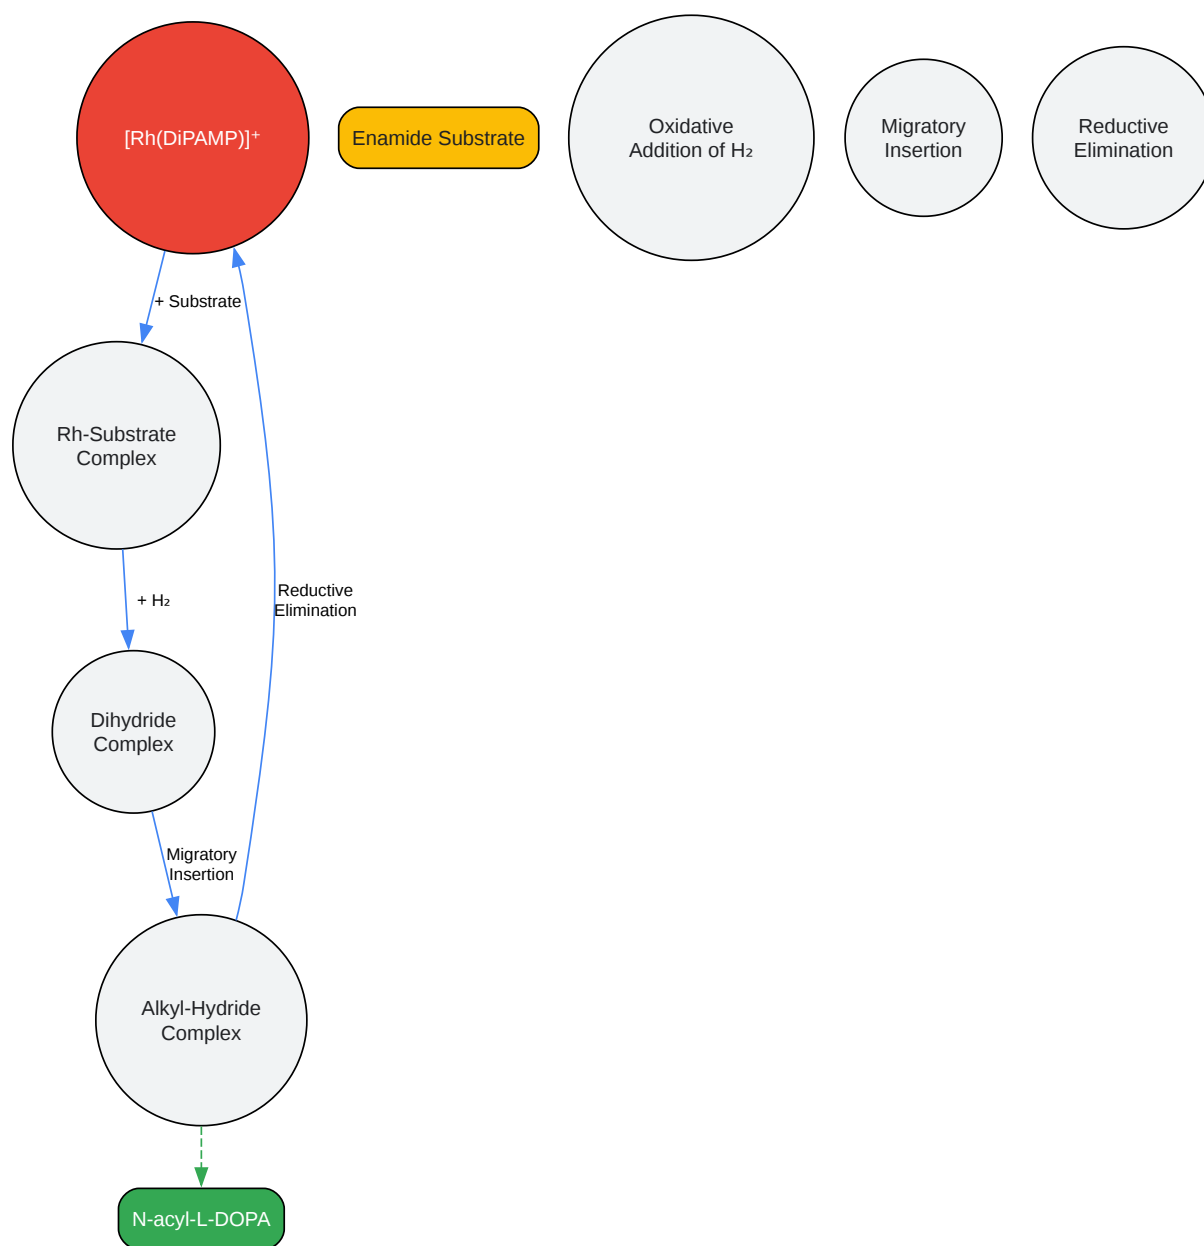 [Rh(DiPAMP)]⁺
Enamide Substrate
Oxidative
Addition of H₂
Migratory
Insertion
Reductive
Elimination
+ Substrate
Rh-Substrate
Complex
+ H₂
Reductive
Elimination
Dihydride
Complex
Migratory
Insertion
Alkyl-Hydride
Complex
N-acyl-L-DOPA